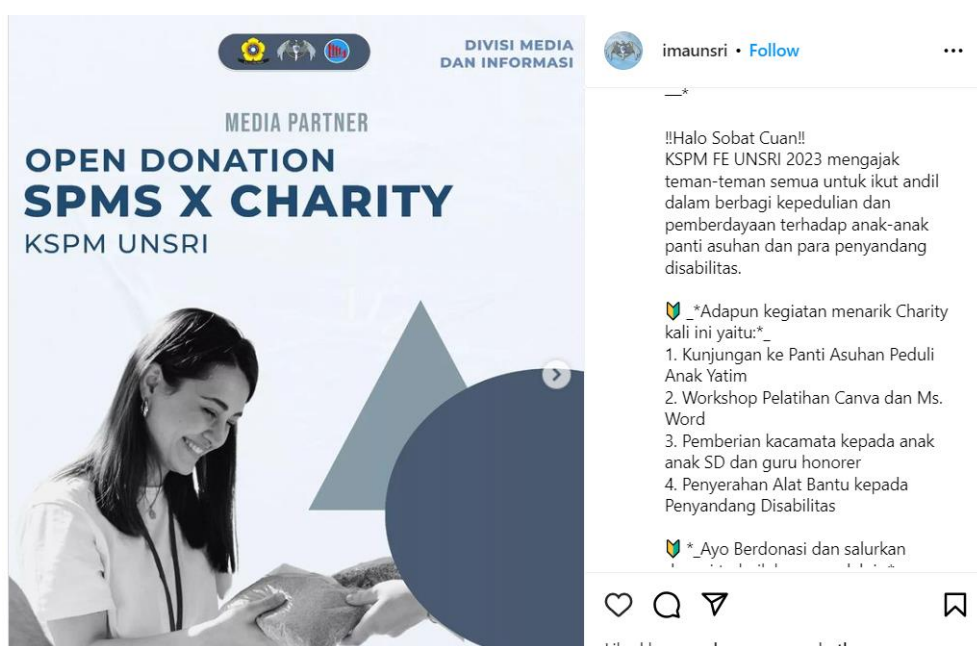 DIVISI MEDIA
DAN INFORMASI
MEDIA PARTNER
OPEN DONATION
SPMS X CHARITY
KSPM UNSRI
imaunsri • Follow
—*
‼Halo Sobat Cuan‼
KSPM FE UNSRI 2023 mengajak
teman-teman semua untuk ikut andil
dalam berbagi kepedulian dan
pemberdayaan terhadap anak-anak
panti asuhan dan para penyandang
disabilitas.
🔰 _*Adapun kegiatan menarik Charity
kali ini yaitu:*_
1. Kunjungan ke Panti Asuhan Peduli
Anak Yatim
2. Workshop Pelatihan Canva dan Ms.
Word
3. Pemberian kacamata kepada anak
anak SD dan guru honorer
4. Penyerahan Alat Bantu kepada
Penyandang Disabilitas
🔰 *_Ayo Berdonasi dan salurkan